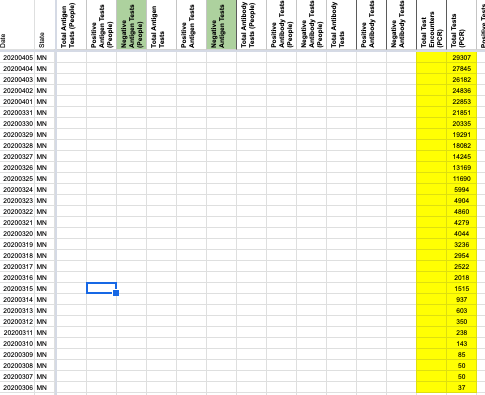 Date State Total Antigen Tests (People) Positive Antigen Tests (People) Negative Antigen Tests (People) Total Antigen Tests Positive Antigen Tests Negative Antigen Tests Total Antibody Tests (People) Positive Antibody Tests (People) Negative Antibody Tests (People) Total Antibody Tests Positive Antibody Tests Negative Antibody Tests Total Test Encounters (PCR) Total Tests (PCR) Positive Tests
20200405 MN 29307
20200404 MN 27845
20200403 MN 26182
20200402 MN 24836
20200401 MN 22853
20200331 MN 21851
20200330 MN 20335
20200329 MN 19291
20200328 MN 18082
20200327 MN 14245
20200326 MN 13169
20200325 MN 11690
20200324 MN 5994
20200323 MN 4904
20200322 MN 4860
20200321 MN 4279
20200320 MN 4044
20200319 MN 3236
20200318 MN 2954
20200317 MN 2522
20200316 MN 2018
20200315 MN 1515
20200314 MN 937
20200313 MN 603
20200312 MN 350
20200311 MN 238
20200310 MN 143
20200309 MN 85
20200308 MN 50
20200307 MN 50
20200306 MN 37